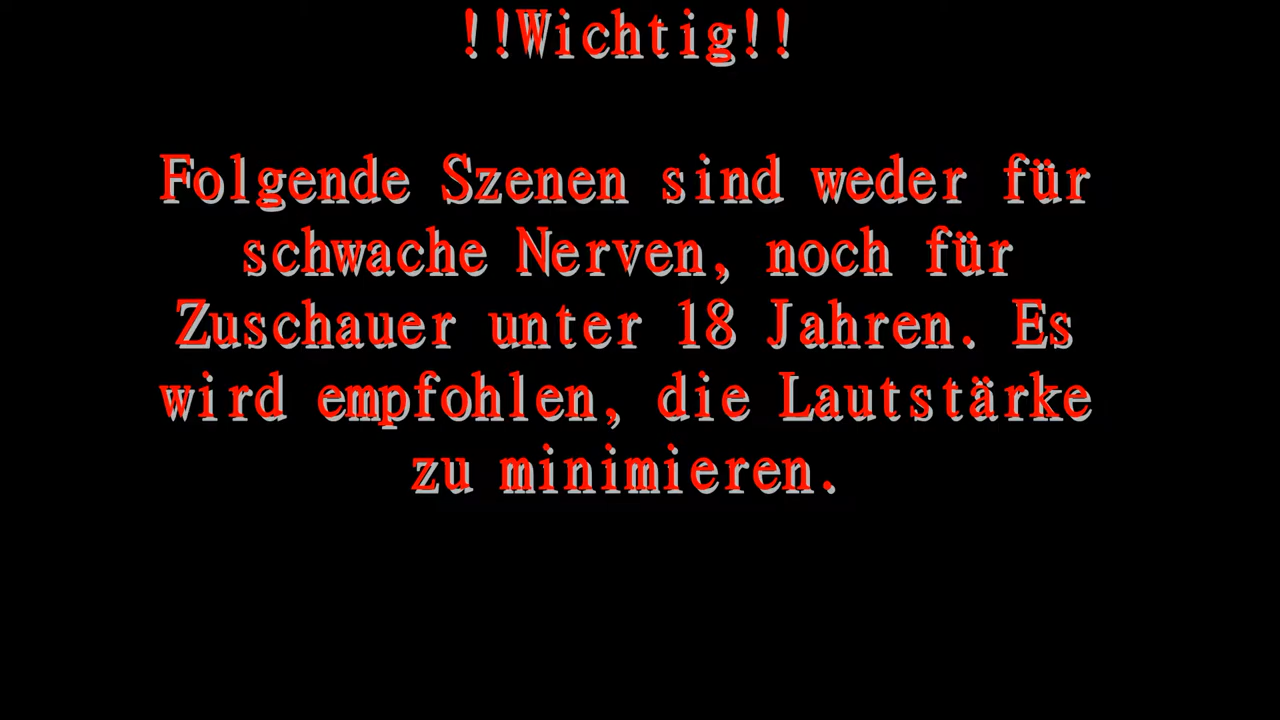 !!Wichtig!!
Folgende Szenen sind weder für
schwache Nerven, noch für
Zuschauer unter 18 Jahren. Es
wird empfohlen, die Lautstärke
zu minimieren.